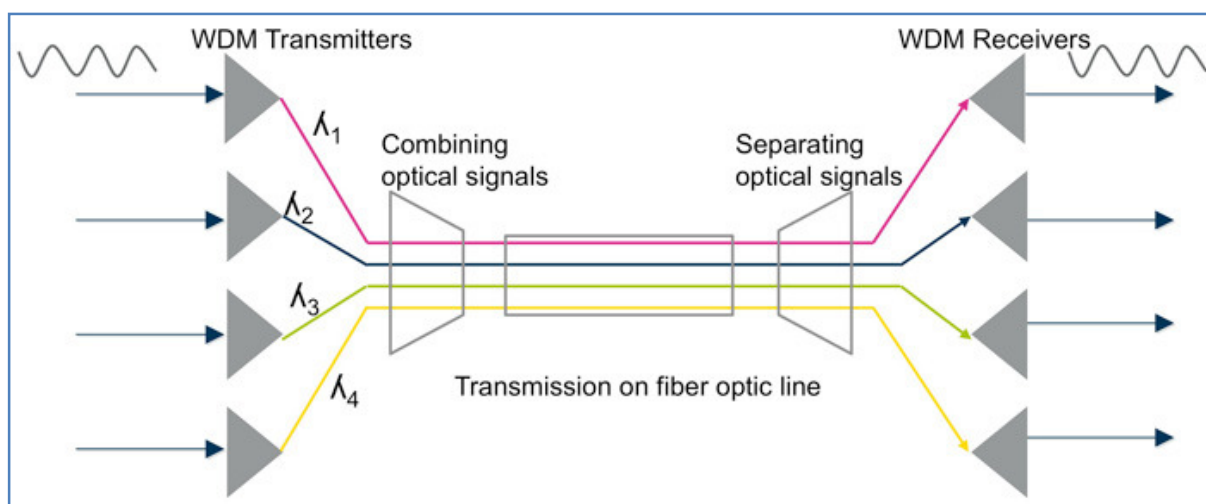 WDM Transmitters
WDM Receivers
λ1
Combining
optical signals
Separating
optical signals
λ2
λ3
λ4
Transmission on fiber optic line